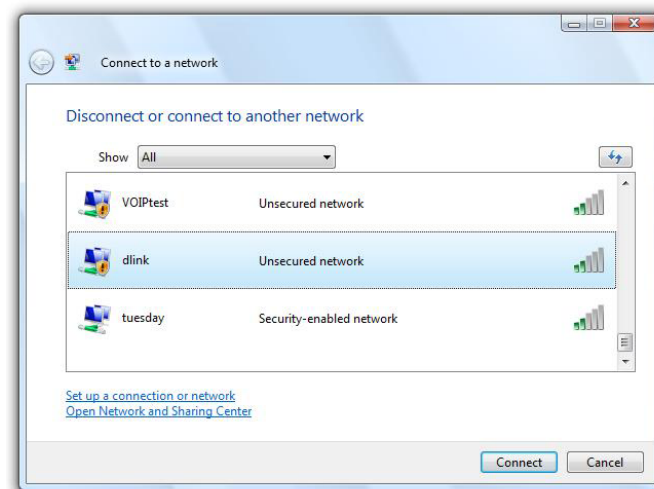 Connect to a network
Disconnect or connect to another network
Show All
VOIPtest Unsecured network
dlink Unsecured network
tuesday Security-enabled network
Set up a connection or network
Open Network and Sharing Center
Connect Cancel